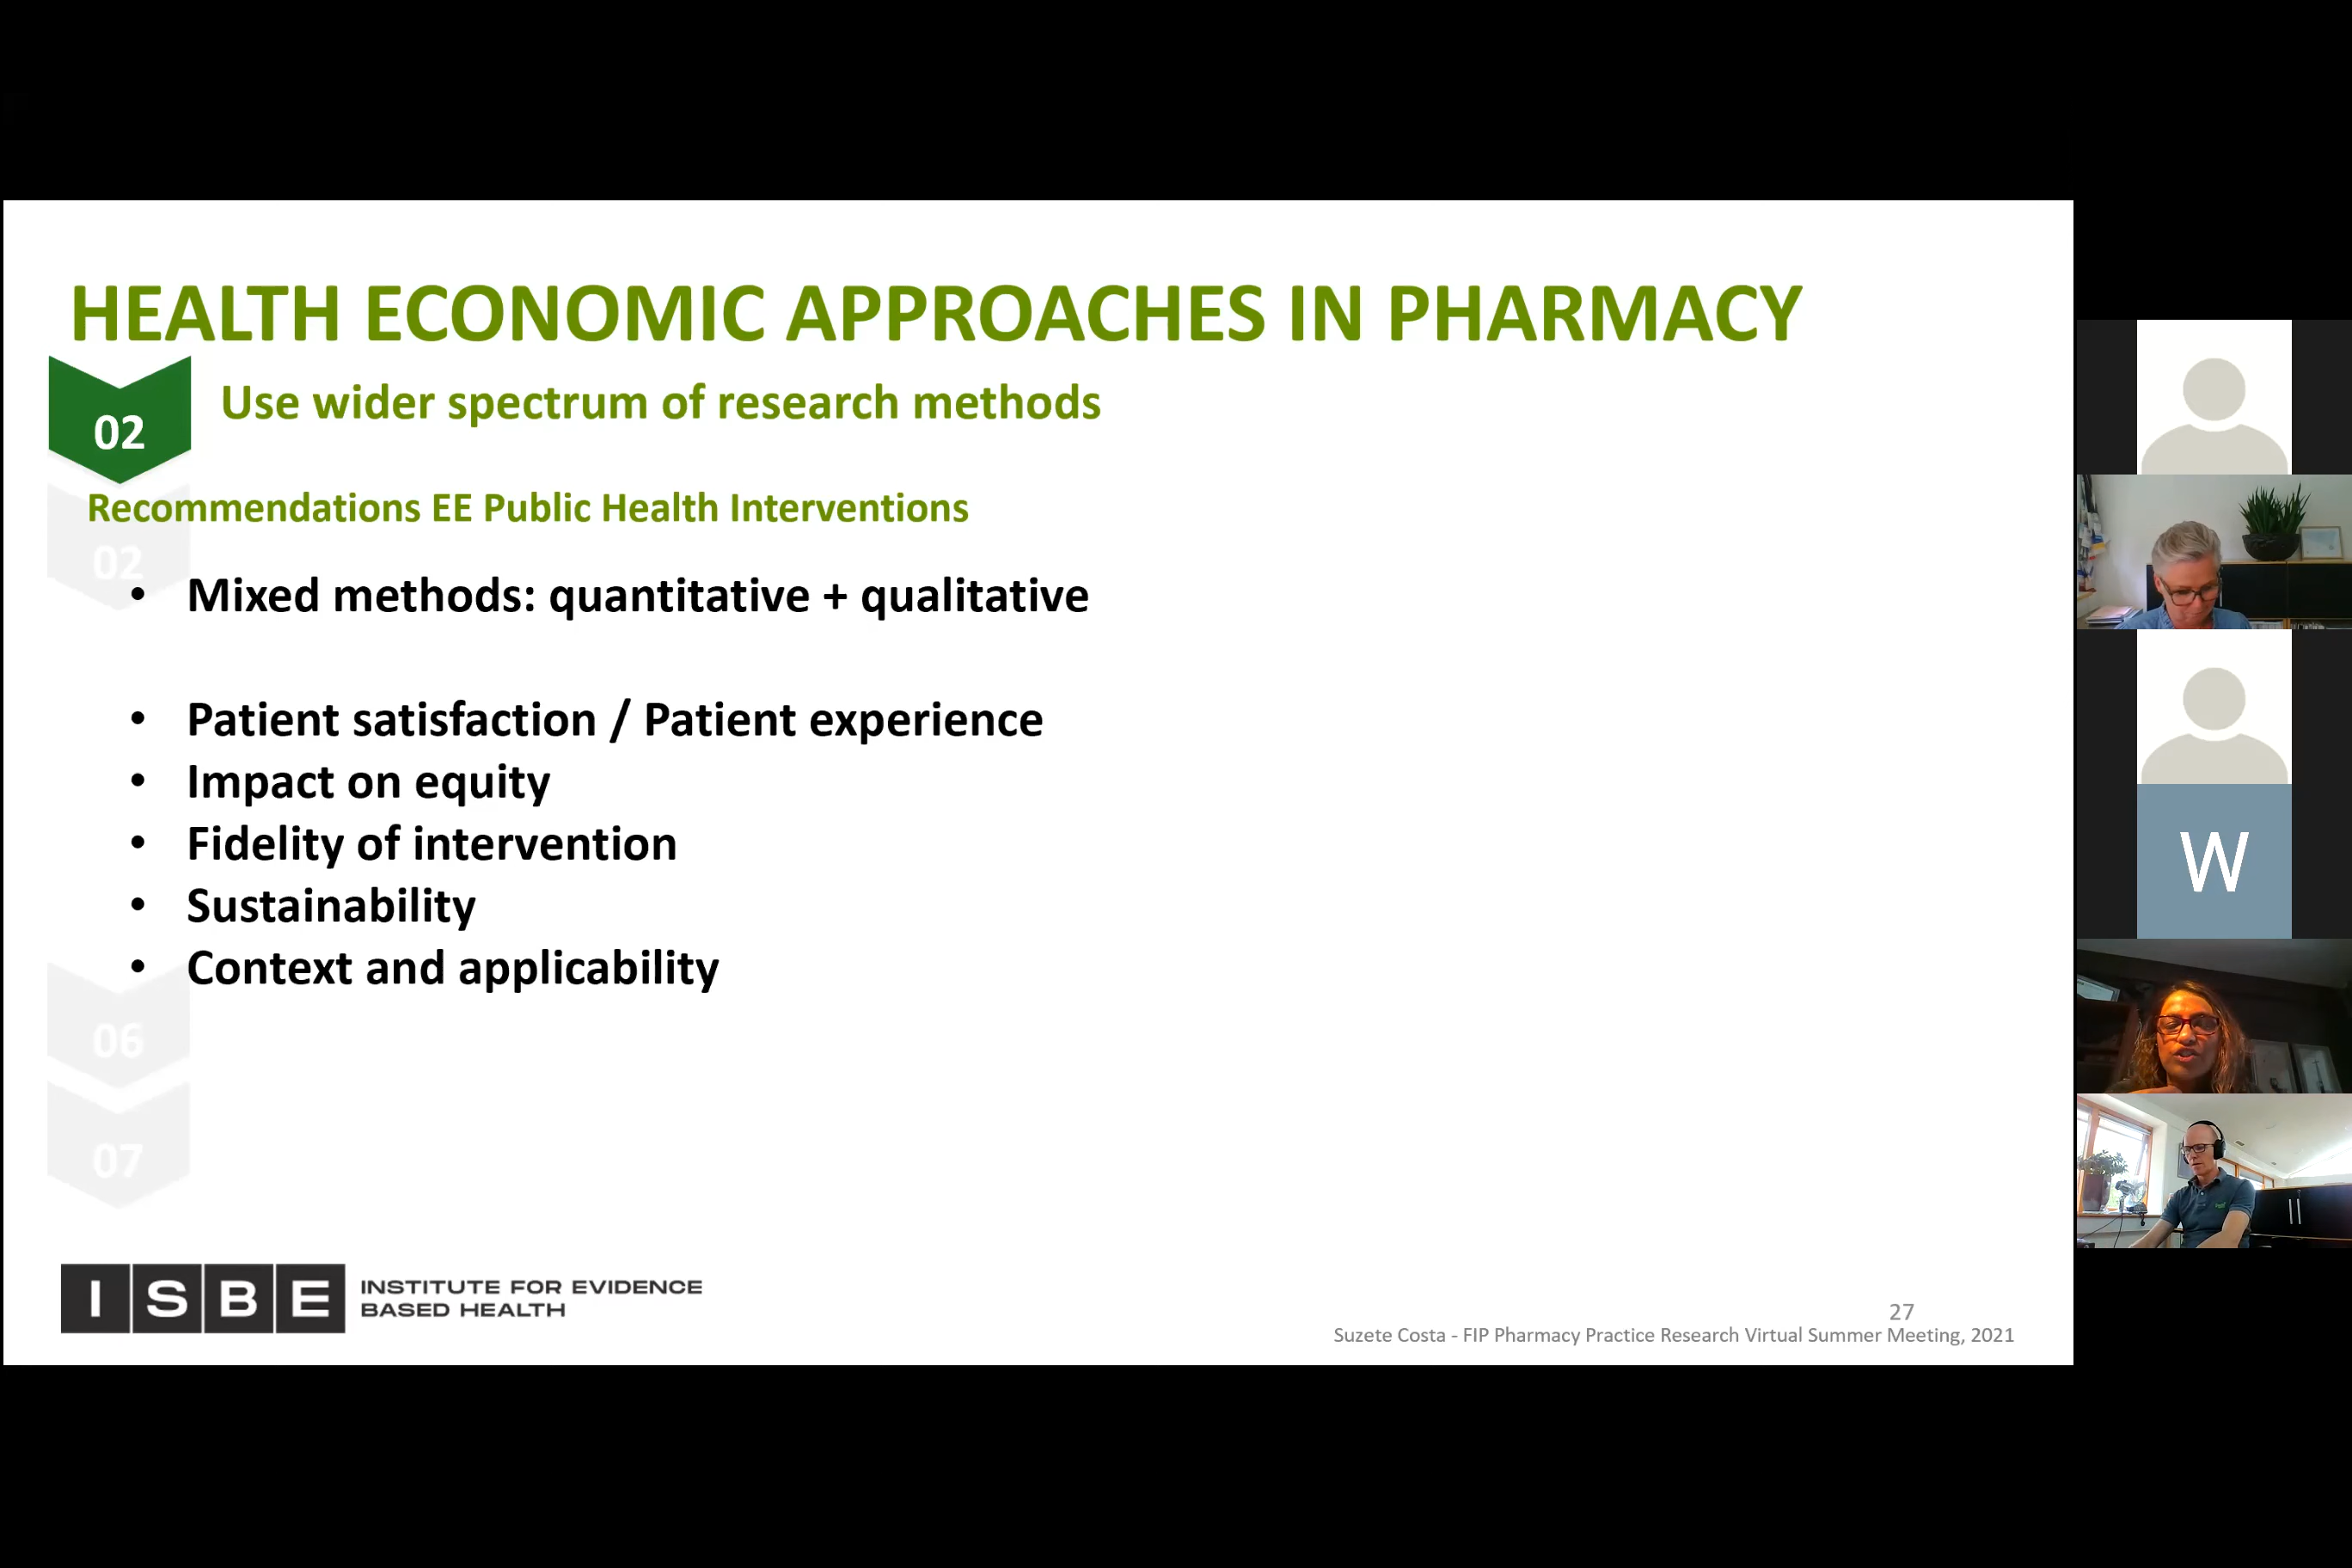 HEALTH ECONOMIC APPROACHES IN PHARMACY
02
Use wider spectrum of research methods
Recommendations EE Public Health Interventions
02
• Mixed methods: quantitative + qualitative
• Patient satisfaction / Patient experience
• Impact on equity
• Fidelity of intervention
• Sustainability
• Context and applicability
06
07
ISBE
INSTITUTE FOR EVIDENCE
BASED HEALTH
27
Suzete Costa - FIP Pharmacy Practice Research Virtual Summer Meeting, 2021
W